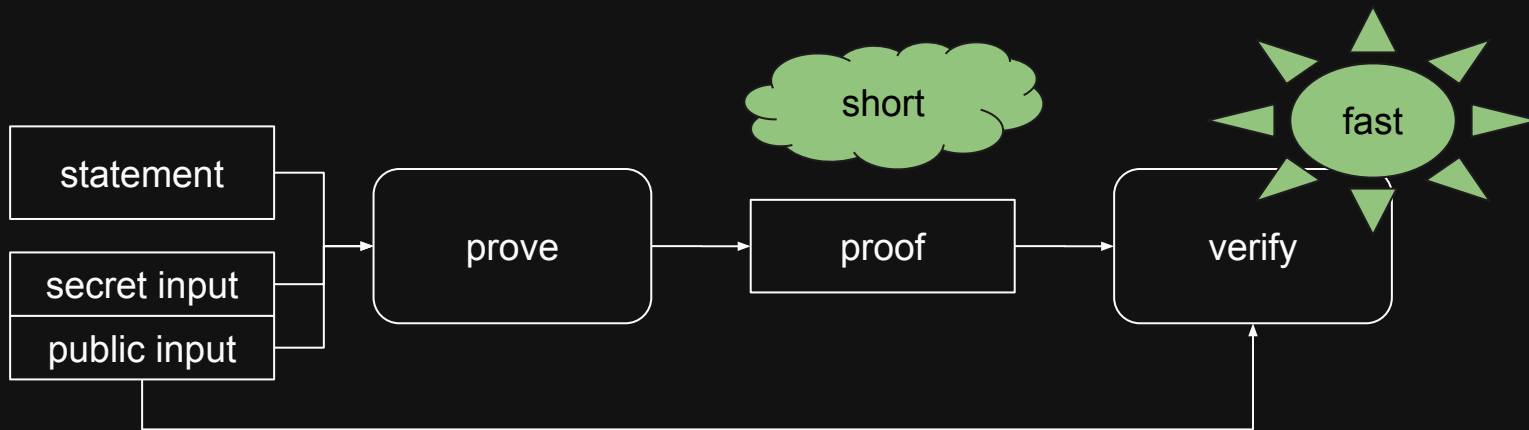 short
fast
statement
secret input
public input
prove
proof
verify